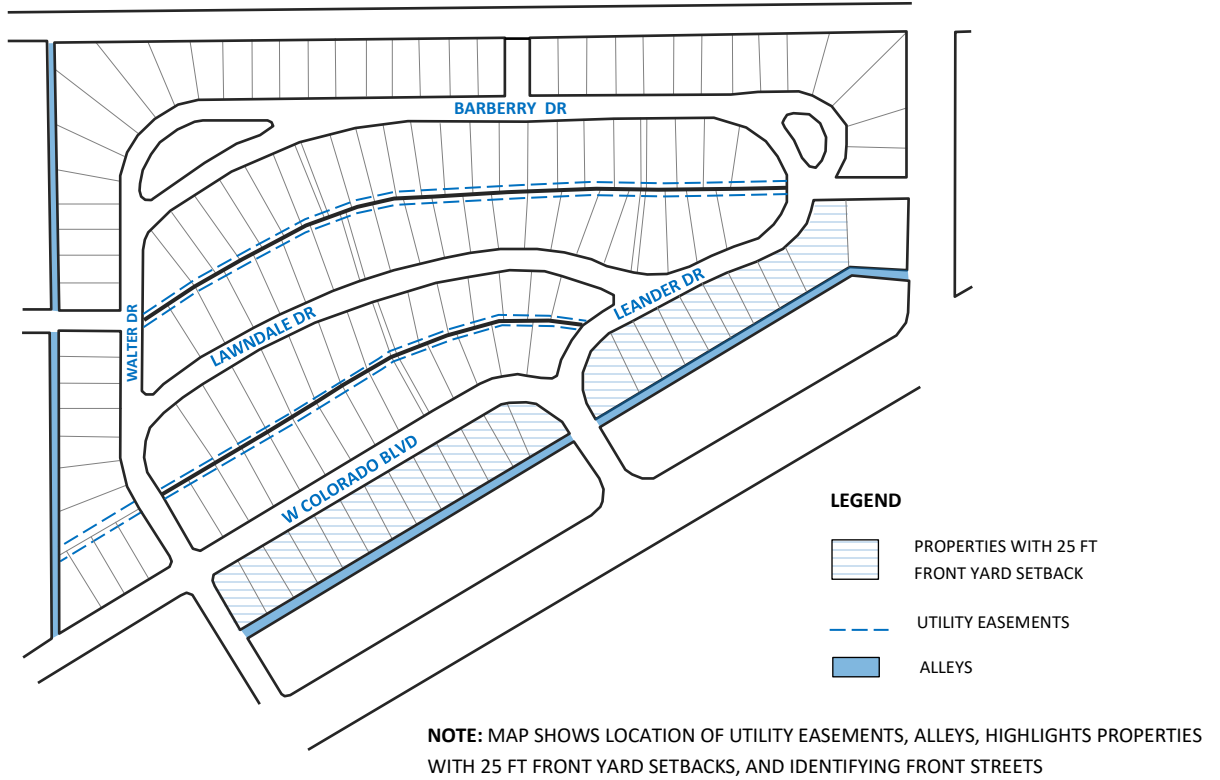 BARBERRY DR
WALTER DR
LAWNDALE DR
LEANDER DR
W COLORADO BLVD
LEGEND
PROPERTIES WITH 25 FT
FRONT YARD SETBACK
UTILITY EASEMENTS
ALLEYS
NOTE: MAP SHOWS LOCATION OF UTILITY EASEMENTS, ALLEYS, HIGHLIGHTS PROPERTIES
WITH 25 FT FRONT YARD SETBACKS, AND IDENTIFYING FRONT STREETS